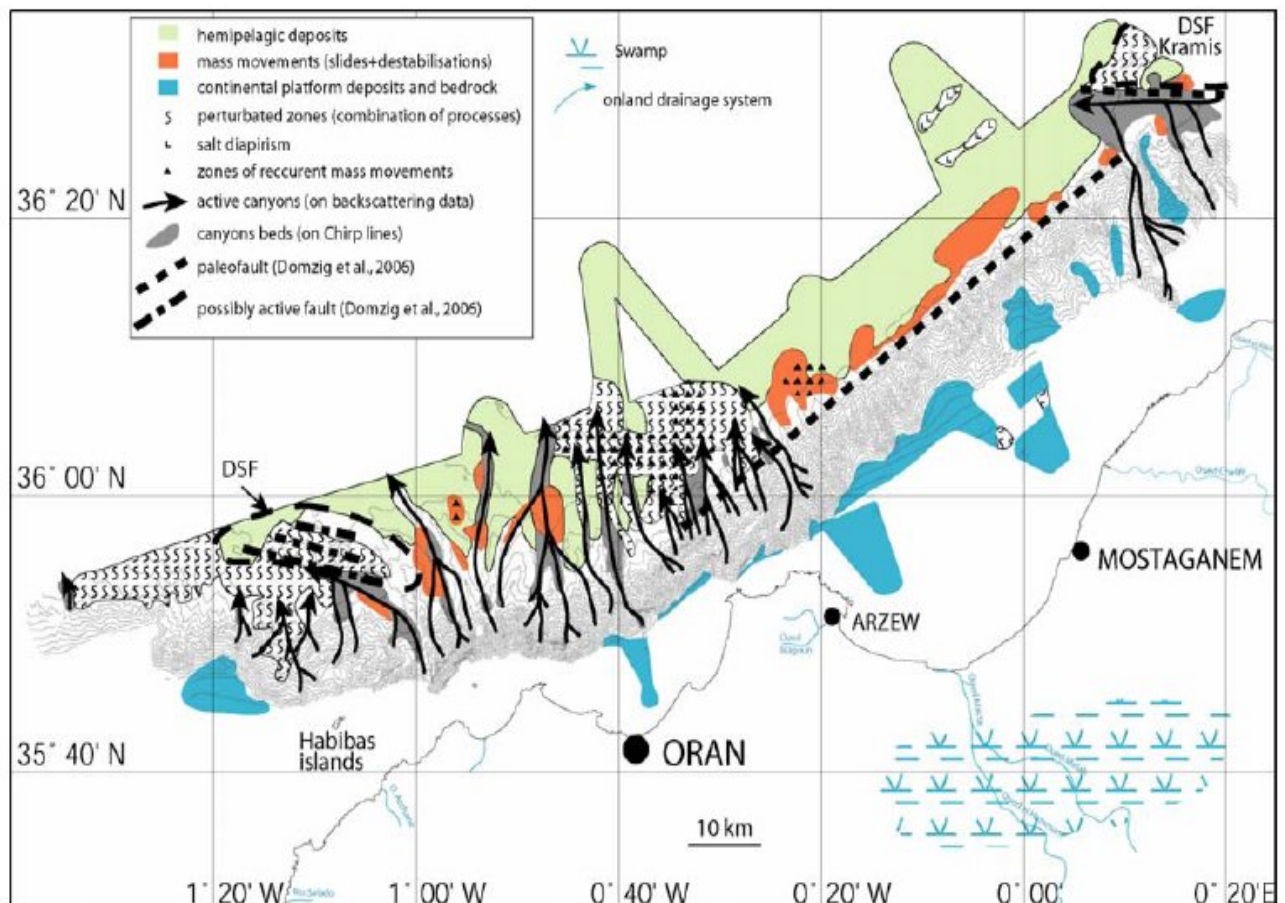 hemipelagic deposits
mass movements (slides+destabilisations)
continental platform deposits and bedrock
perturbated zones (combination of processes)
salt diapirism
zones of reccurent mass movements
active canyons (on backscattering data)
canyons beds (on Chirp lines)
paleofault (Domzig et al., 2006)
possibly active fault (Domzig et al., 2006)
Swamp
onland drainage system
DSF
Kramis
36° 20' N
36° 00' N
DSF
MOSTAGANEM
ARZEW
Habibas
islands
35° 40' N
ORAN
10 km
Rio Salado
1° 20' W
1° 00' W
0° 40' W
0° 20' W
0° 00'
0° 20'E